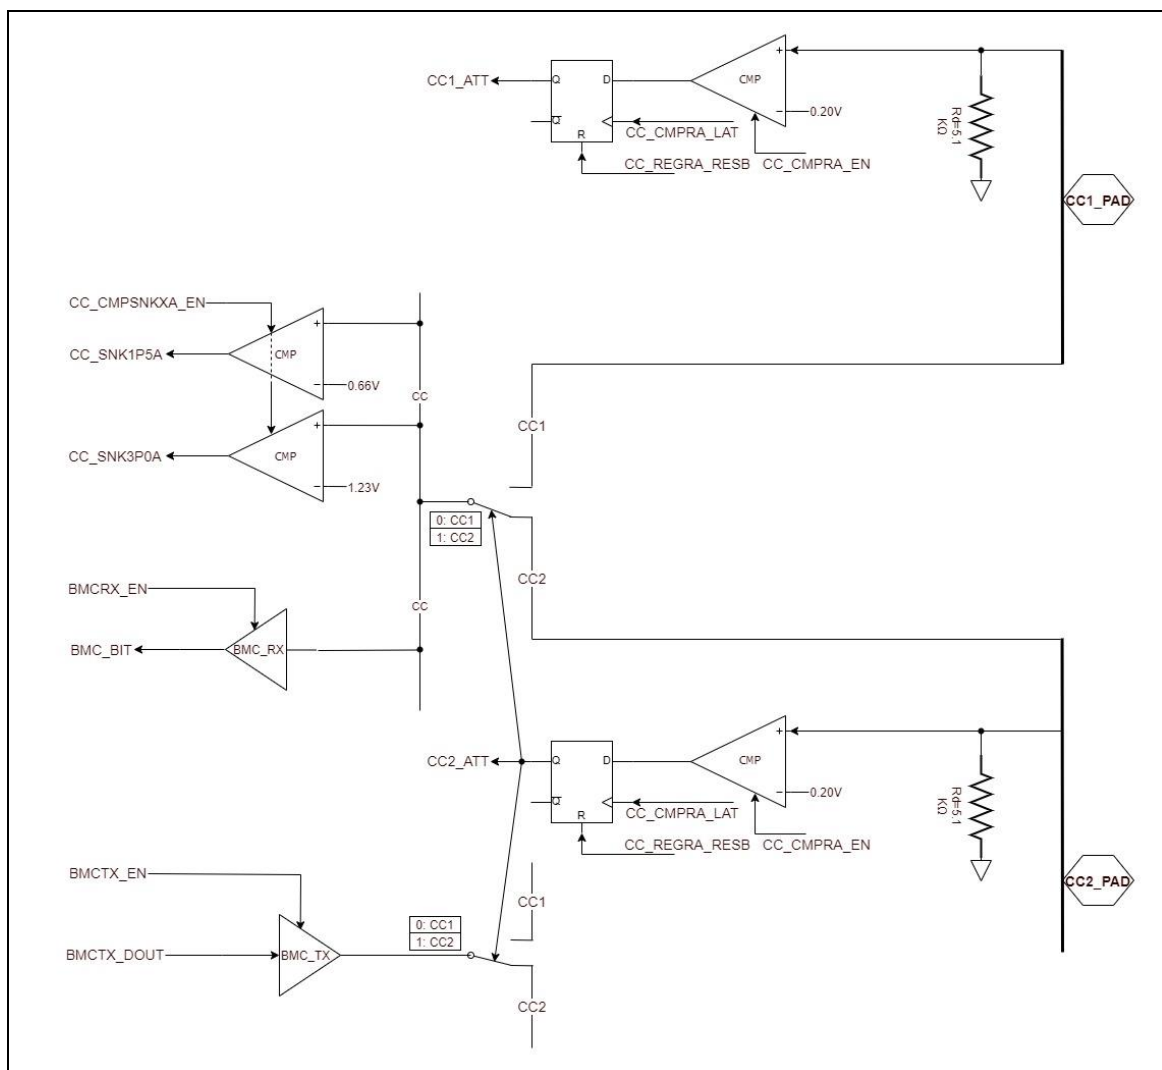 CMP
+
−
0.20V
CC1_ATT
Q
D
Q
R
CC_CMPRA_LAT
CC_REGRA_RESB
CC_CMPRA_EN
Rd=5.1
KΩ
CC1_PAD
CC_CMPSNKXA_EN
+
CC_SNK1P5A
CMP
−
0.66V
CC
+
CC_SNK3P0A
CMP
−
1.23V
CC1
0: CC1
1: CC2
CC2
BMCRX_EN
CC
BMC_BIT
BMC_RX
CC2_ATT
Q
D
Q
R
CMP
+
−
0.20V
CC_CMPRA_LAT
CC_REGRA_RESB
CC_CMPRA_EN
Rd=5.1
KΩ
CC2_PAD
BMCTX_EN
CC1
0: CC1
1: CC2
BMCTX_DOUT
BMC_TX
CC2